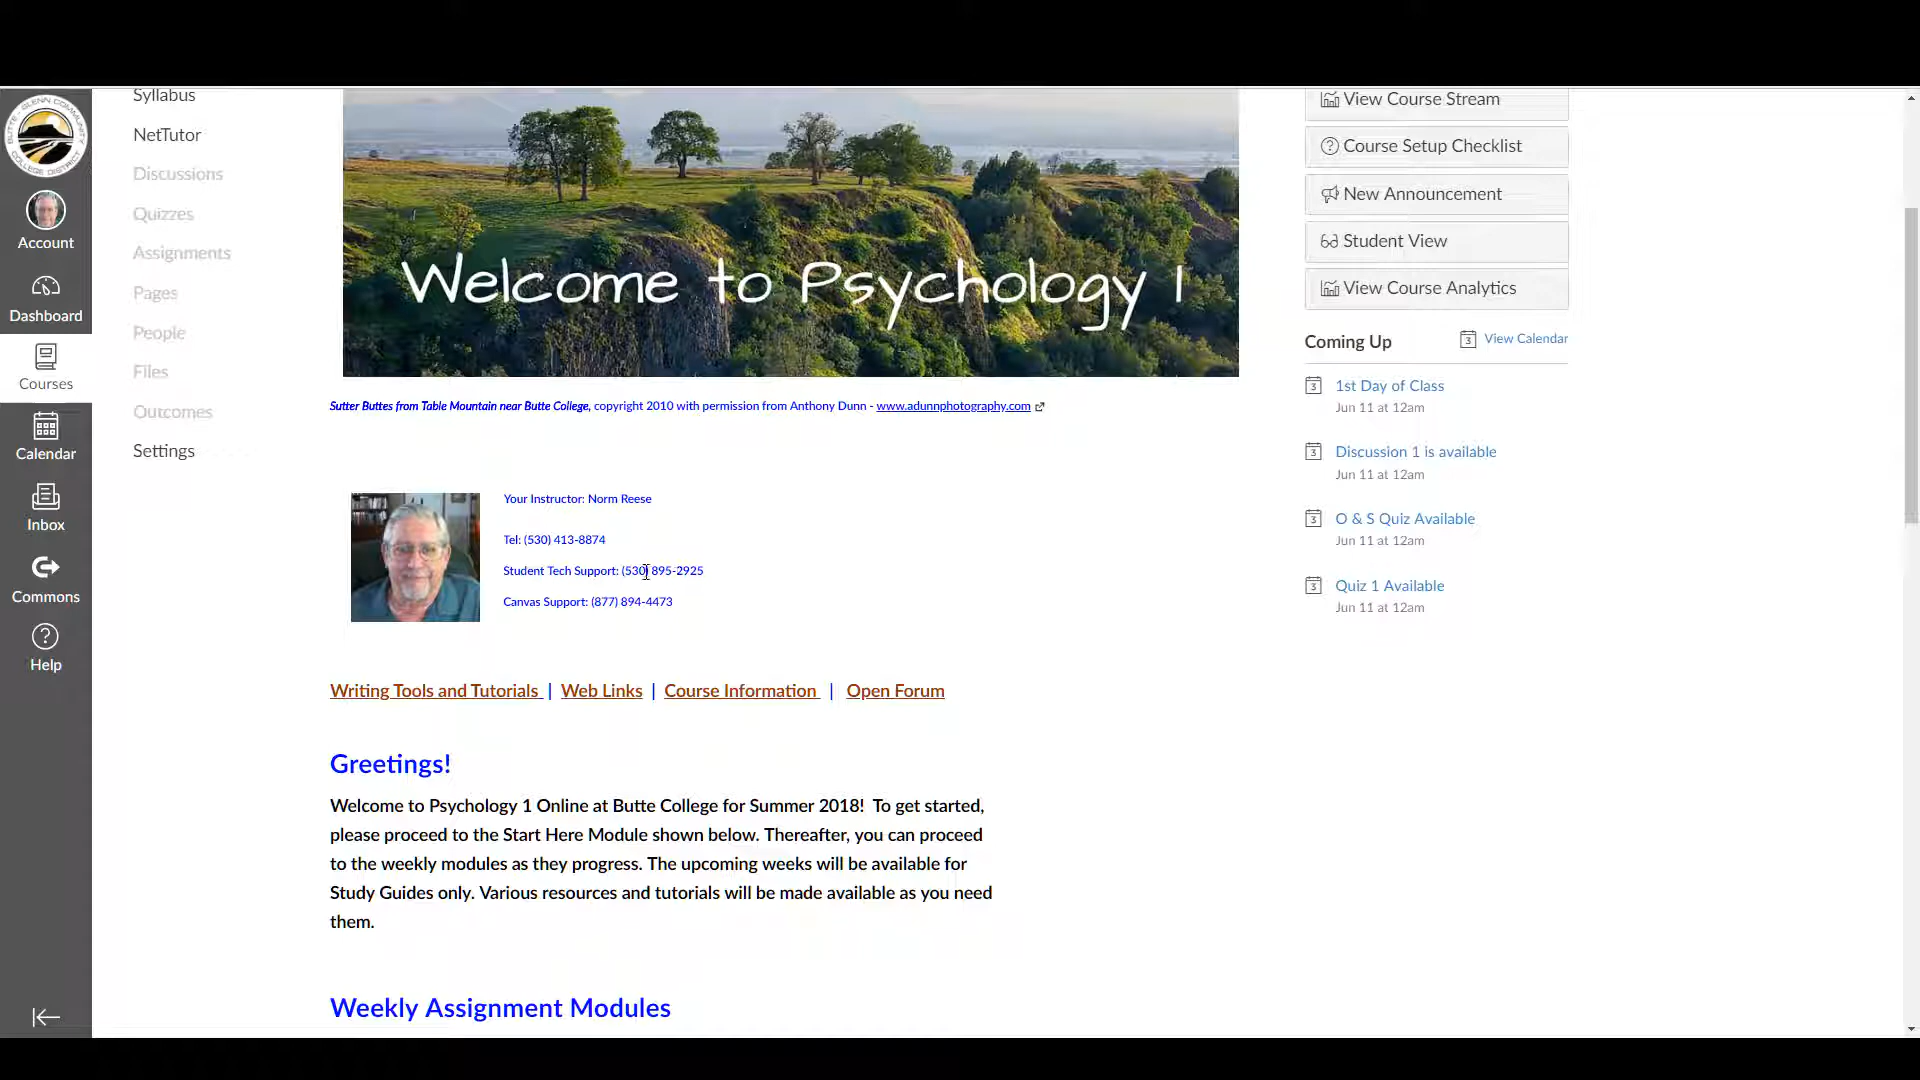 Syllabus
NetTutor
Discussions
Quizzes
Assignments
Pages
People
Files
Outcomes
Settings
Account
Dashboard
Courses
Calendar
Inbox
Commons
Help
Welcome to Psychology 1
Sutter Buttes from Table Mountain near Butte College, copyright 2010 with permission from Anthony Dunn - www.adunnphotography.com
Your Instructor: Norm Reese
Tel: (530) 413-8874
Student Tech Support: (530) 895-2925
Canvas Support: (877) 894-4473
Writing Tools and Tutorials | Web Links | Course Information | Open Forum
Greetings!
Welcome to Psychology 1 Online at Butte College for Summer 2018! To get started,
please proceed to the Start Here Module shown below. Thereafter, you can proceed
to the weekly modules as they progress. The upcoming weeks will be available for
Study Guides only. Various resources and tutorials will be made available as you need
them.
Weekly Assignment Modules
View Course Stream
Course Setup Checklist
New Announcement
Student View
View Course Analytics
Coming Up
3 View Calendar
3 1st Day of Class
Jun 11 at 12am
3 Discussion 1 is available
Jun 11 at 12am
3 O & S Quiz Available
Jun 11 at 12am
3 Quiz 1 Available
Jun 11 at 12am